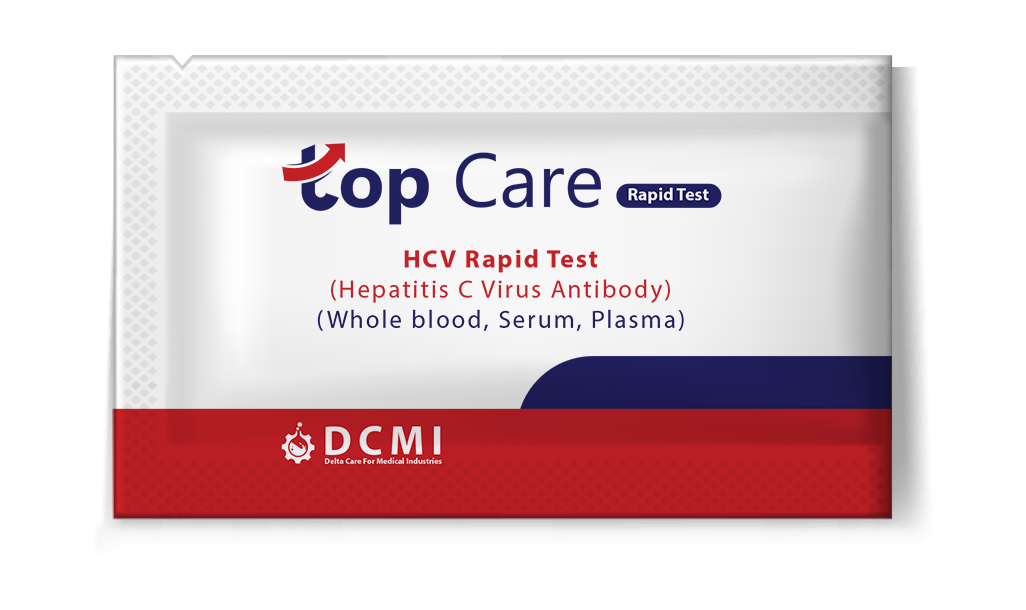 top Care Rapid Test
HCV Rapid Test
(Hepatitis C Virus Antibody)
(Whole blood, Serum, Plasma)
DCMI
Delta Care For Medical Industries